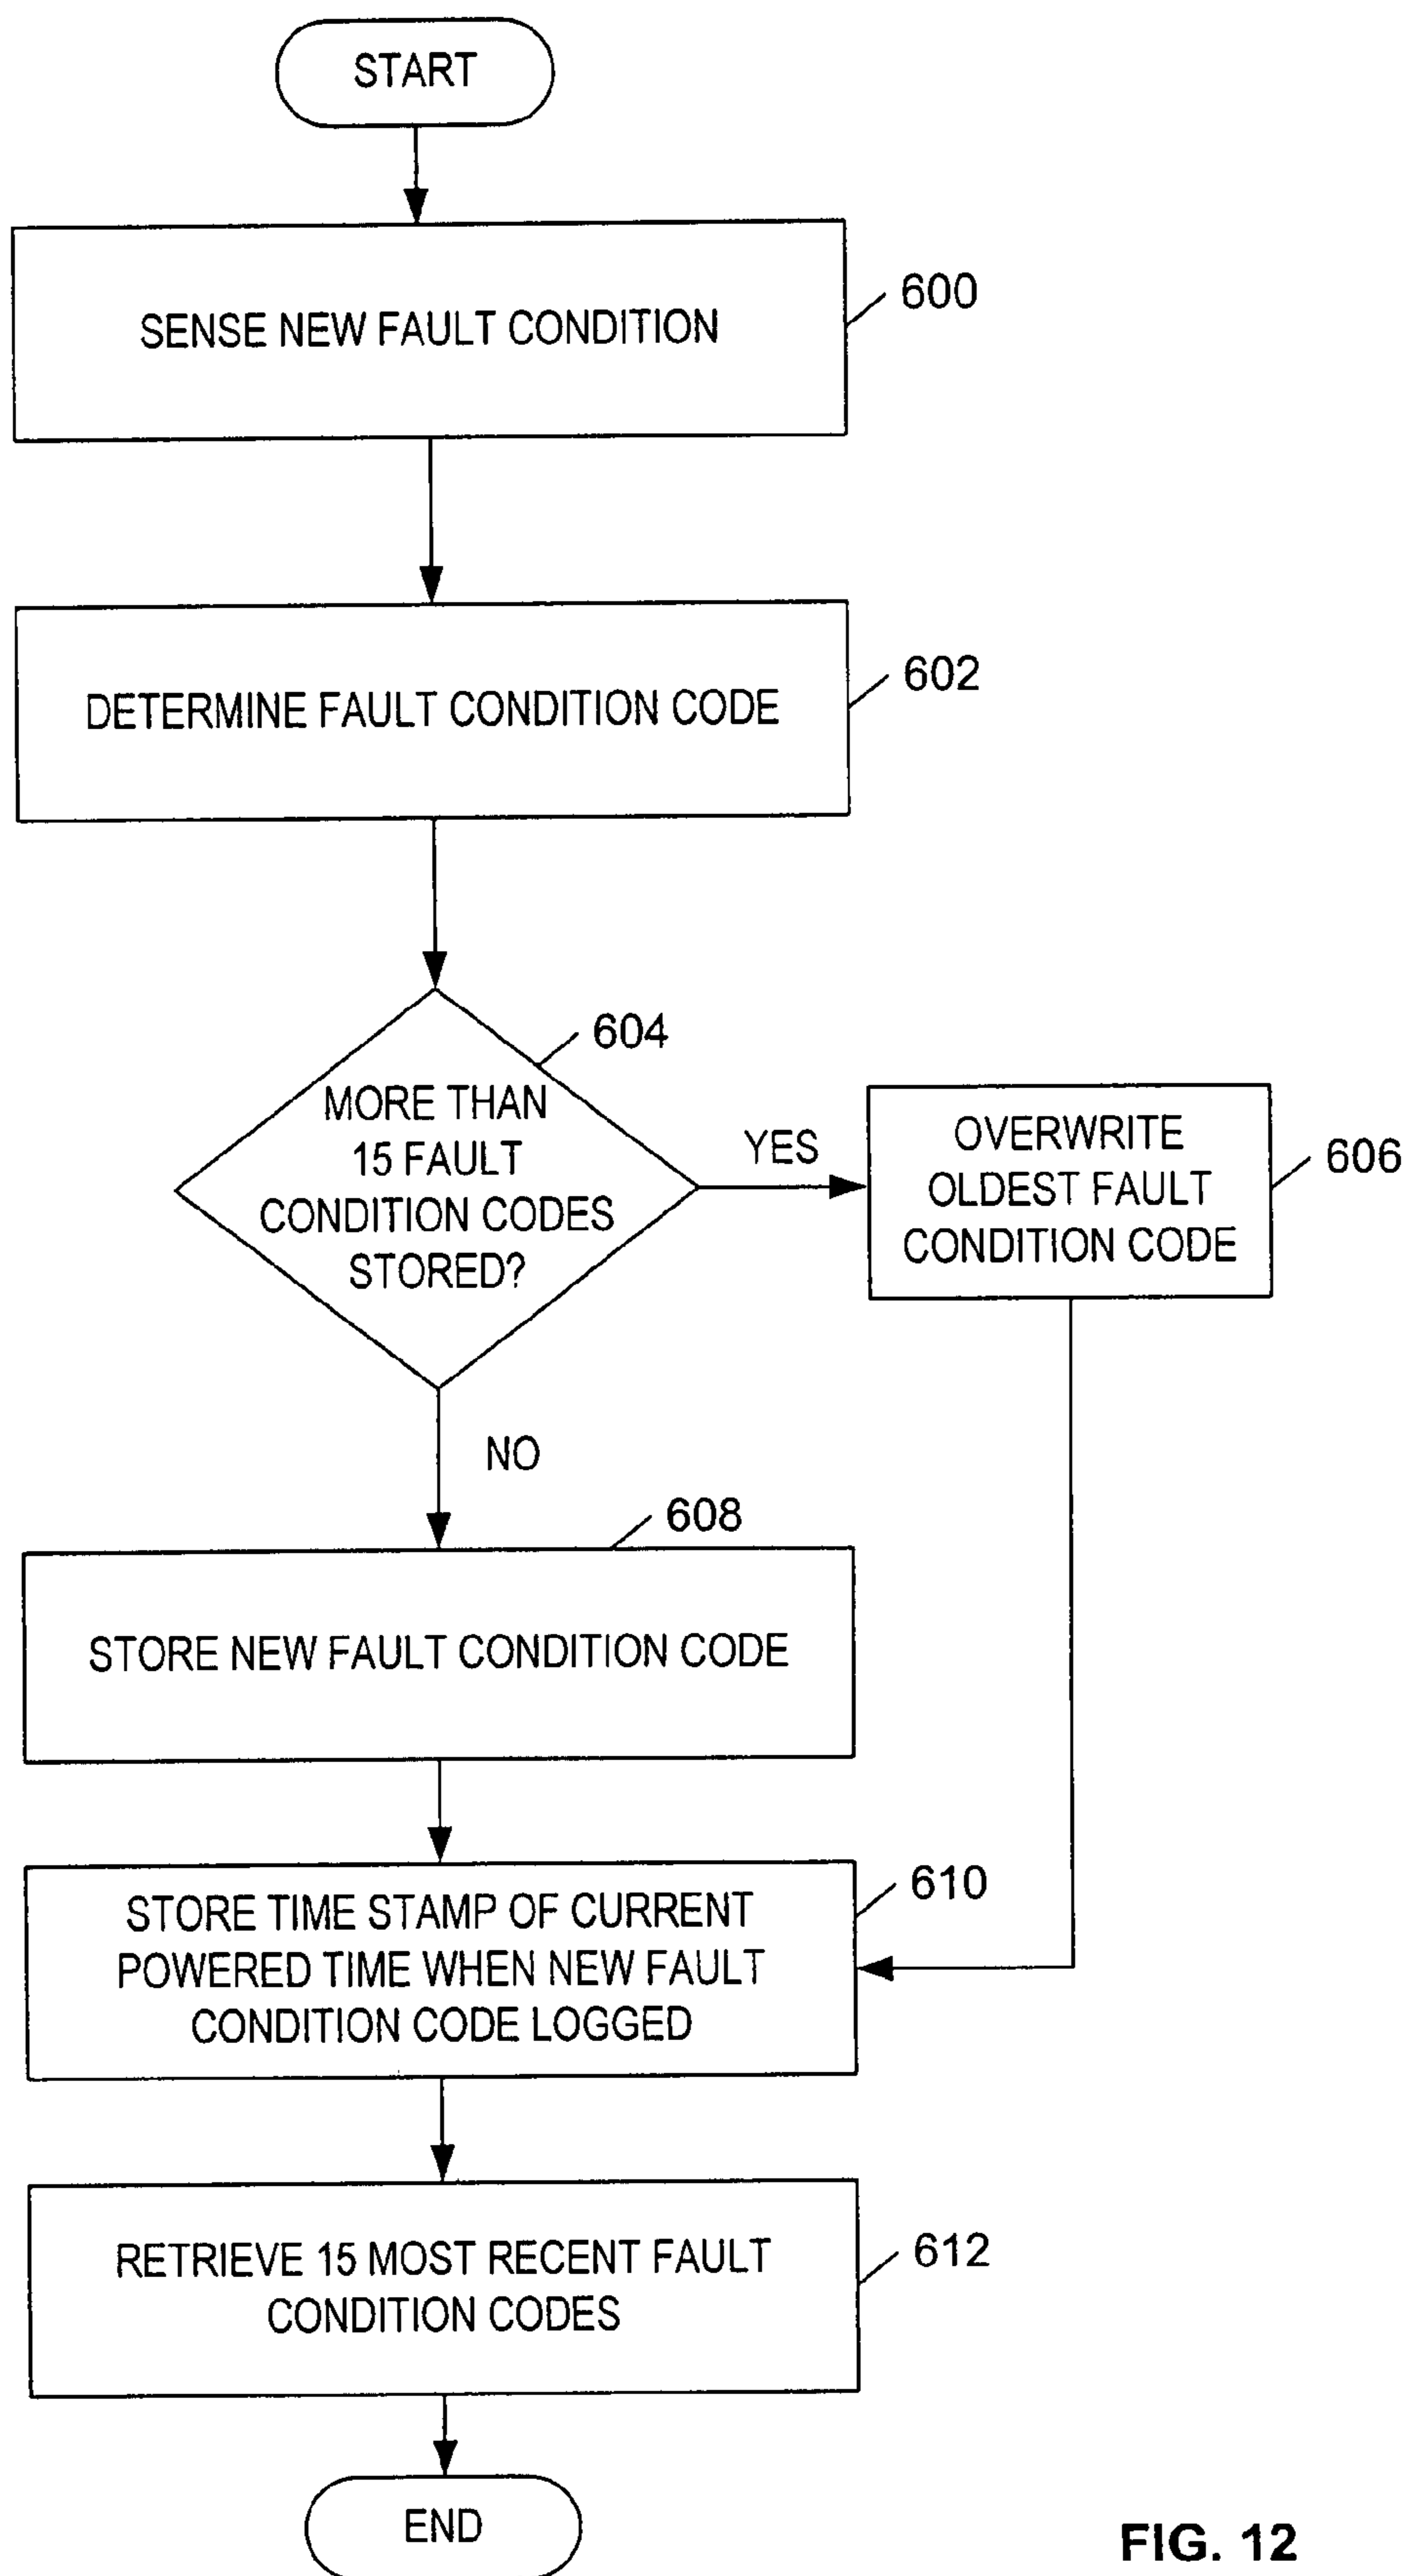 START
SENSE NEW FAULT CONDITION
600
DETERMINE FAULT CONDITION CODE
602
604
MORE THAN
15 FAULT
CONDITION CODES
STORED?
YES
OVERWRITE
OLDEST FAULT
CONDITION CODE
606
NO
608
STORE NEW FAULT CONDITION CODE
STORE TIME STAMP OF CURRENT
POWERED TIME WHEN NEW FAULT
CONDITION CODE LOGGED
610
RETRIEVE 15 MOST RECENT FAULT
CONDITION CODES
612
END
FIG. 12